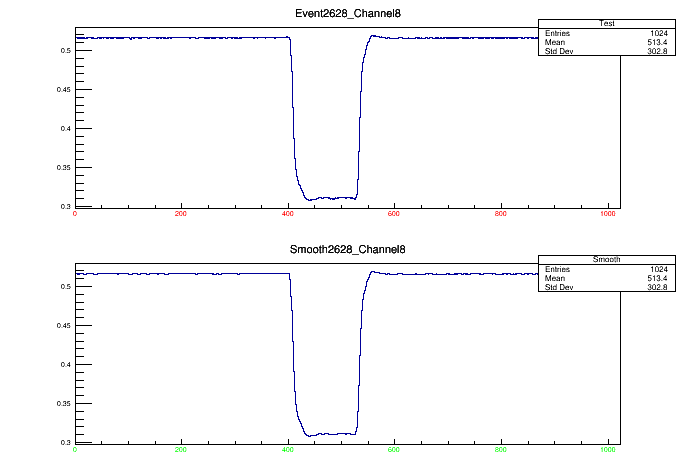 Event2628_Channel8
Test
Entries 1024
Mean 513.4
Std Dev 302.8
0.5
0.45
0.4
0.35
0.3
0 200 400 600 800 1000
Smooth2628_Channel8
Smooth
Entries 1024
Mean 513.4
Std Dev 302.8
0.5
0.45
0.4
0.35
0.3
0 200 400 600 800 1000